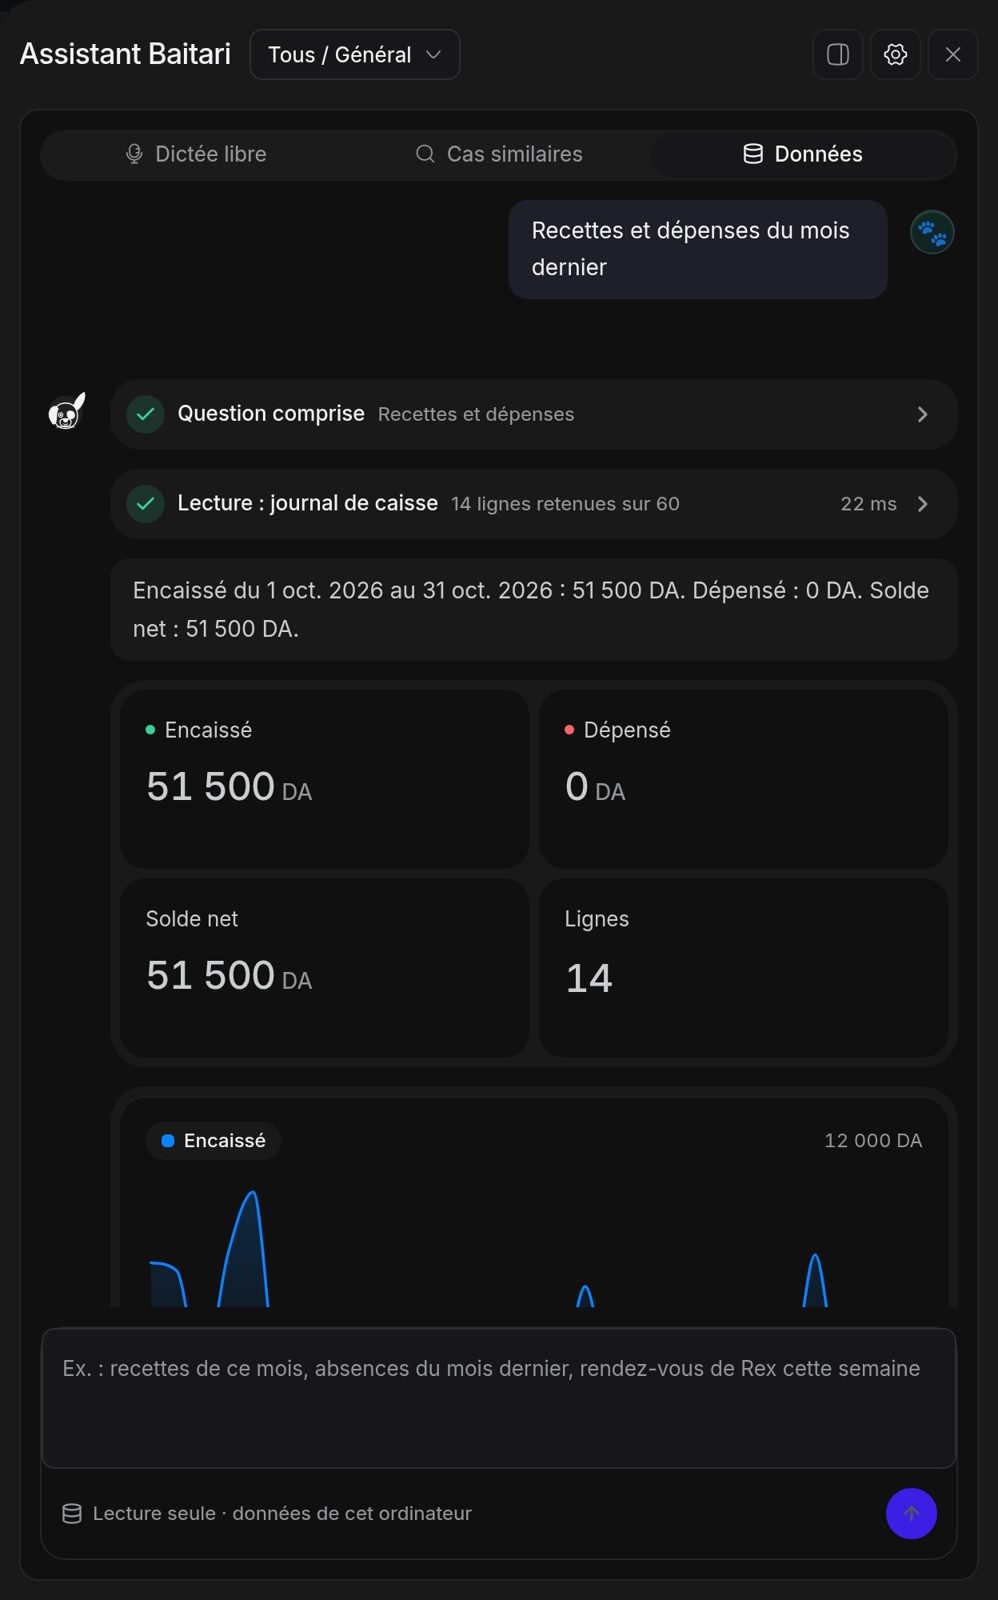 Assistant Baitari
Tous / Général
Dictée libre
Cas similaires
Données
Recettes et dépenses du mois
dernier
Question comprise Recettes et dépenses
Lecture : journal de caisse 14 lignes retenues sur 60 22 ms
Encaissé du 1 oct. 2026 au 31 oct. 2026 : 51 500 DA. Dépensé : 0 DA. Solde
net : 51 500 DA.
Encaissé
51 500 DA
Dépensé
0 DA
Solde net
51 500 DA
Lignes
14
Encaissé
12 000 DA
Ex. : recettes de ce mois, absences du mois dernier, rendez-vous de Rex cette semaine
Lecture seule · données de cet ordinateur